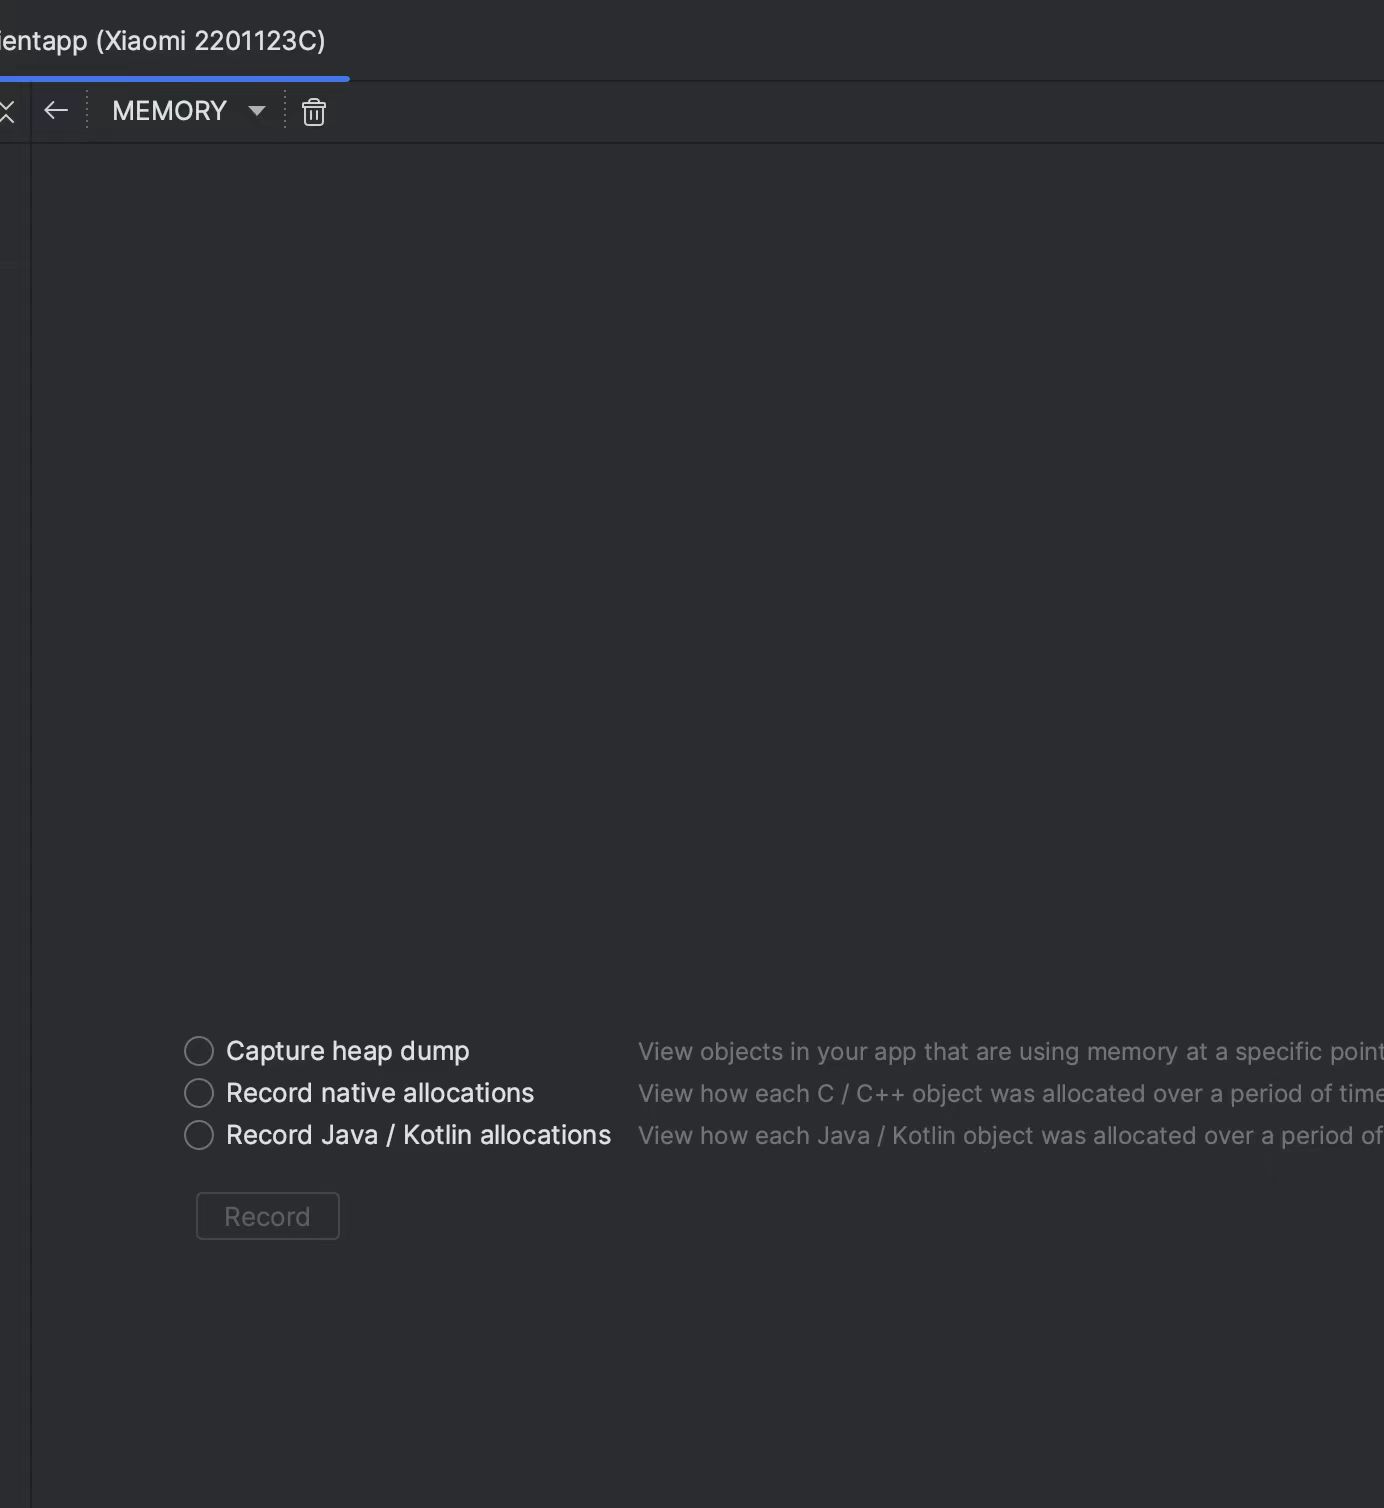 ientapp (Xiaomi 2201123C)
MEMORY
Capture heap dump View objects in your app that are using memory at a specific point
Record native allocations View how each C / C++ object was allocated over a period of time
Record Java / Kotlin allocations View how each Java / Kotlin object was allocated over a period of
Record